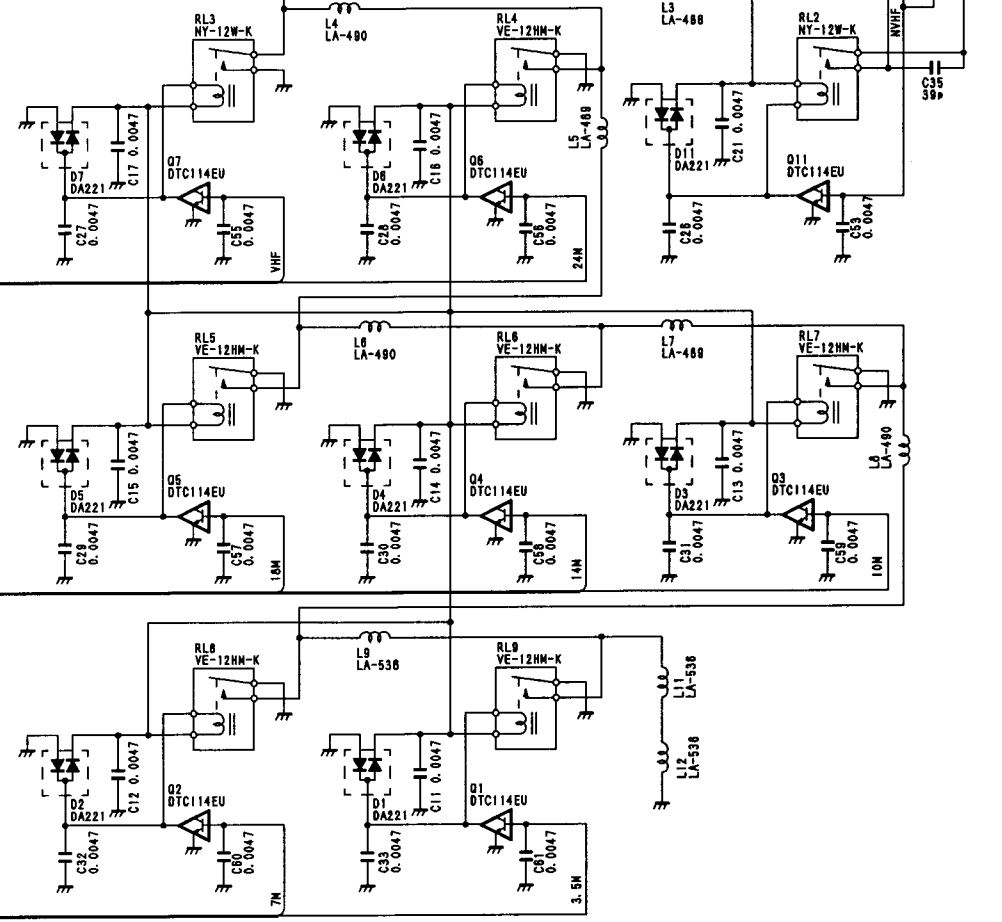 RL3
NY-12W-K
L4
LA-490
RL4
VE-12HM-K
L3
LA-488
RL2
NY-12W-K
NVHF
C35
39p
L5
LA-489
D7
DA221
C17 0.0047
Q7
DTC114EU
C27
0.0047
C55
0.0047
VHF
D6
DA221
C16 0.0047
Q6
DTC114EU
C28
0.0047
C56
0.0047
24M
D11
DA221
C21 0.0047
Q11
DTC114EU
C26
0.0047
C53
0.0047
RL5
VE-12HM-K
L6
LA-490
RL6
VE-12HM-K
L7
LA-489
RL7
VE-12HM-K
L8
LA-490
D5
DA221
C15 0.0047
Q5
DTC114EU
C29
0.0047
C57
0.0047
18M
D4
DA221
C14 0.0047
Q4
DTC114EU
C30
0.0047
C58
0.0047
14M
D3
DA221
C13 0.0047
Q3
DTC114EU
C31
0.0047
C59
0.0047
10M
RL8
VE-12HM-K
L9
LA-536
RL9
VE-12HM-K
L11
LA-536
L12
LA-536
D2
DA221
C12 0.0047
Q2
DTC114EU
C32
0.0047
C60
0.0047
7M
D1
DA221
C11 0.0047
Q1
DTC114EU
C33
0.0047
C61
0.0047
3.5M